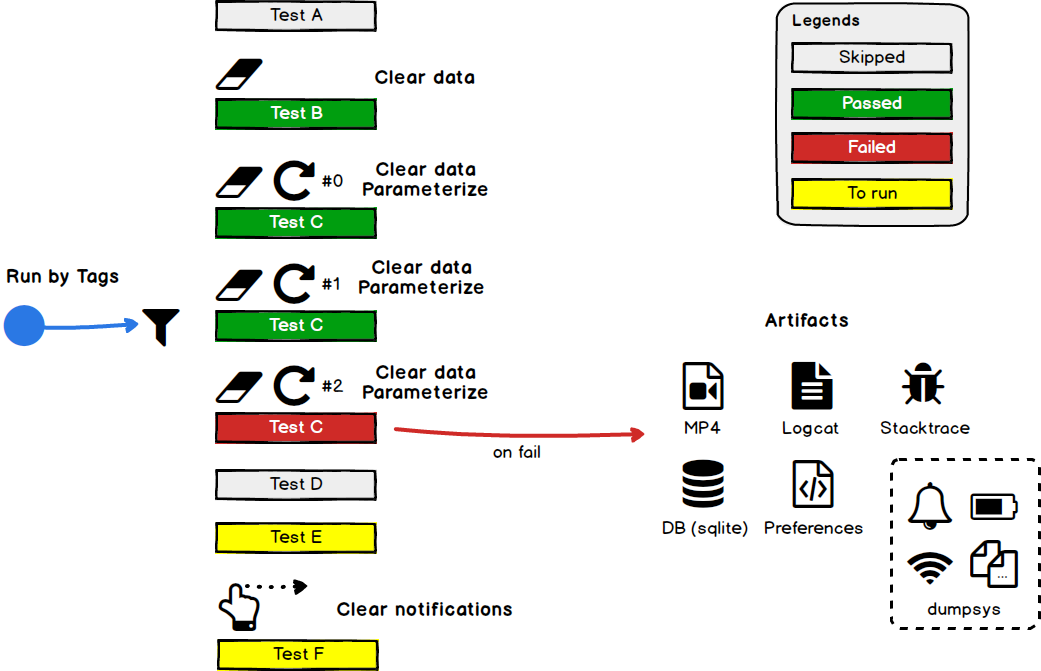 Test A
Clear data
Test B
#0
Clear data
Parameterize
Test C
#1
Clear data
Parameterize
Test C
#2
Clear data
Parameterize
Test C
on fail
Test D
Test E
Clear notifications
Test F
Run by Tags
Legends
Skipped
Passed
Failed
To run
Artifacts
MP4
Logcat
Stacktrace
DB (sqlite)
Preferences
...
dumpsys